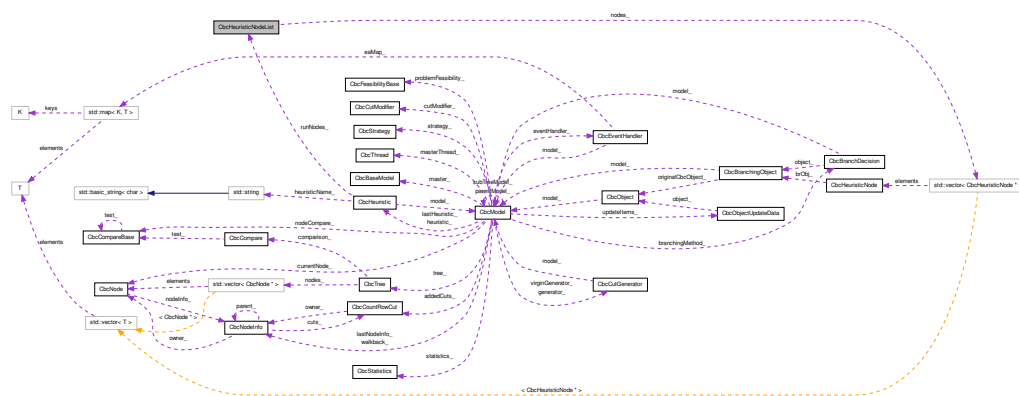 nodes_
CbcHeuristicNodeList
eaMap_
problemFeasibility_
CbcFeasibilityBase
model_
K
keys
std::map< K, T >
CbcCutModifier
cutModifier_
runNodes_
CbcStrategy
strategy_
eventHandler_
CbcEventHandler
elements
CbcThread
masterThread_
model_
object_
CbcBranchDecision
model_
CbcBranchingObject
CbcBaseModel
master_
originalCbcObject_
brObj_
CbcHeuristicNode
elements
std::vector< CbcHeuristicNode *
T
std::basic_string< char >
std::string
heuristicName_
CbcHeuristic
model_
subTreeModel_
parentModel_
model_
CbcObject
object_
lastHeuristic_
heuristic_
CbcModel
updateItems_
CbcObjectUpdateData
test_
nodeCompare_
CbcCompareBase
test_
CbcCompare
comparison_
branchingMethod_
elements
currentNode_
model_
CbcNode
elements
std::vector< CbcNode * >
nodes_
CbcTree
tree_
virginGenerator_
generator_
CbcCutGenerator
nodeInfo_
< CbcNode * >
parent_
owner_
CbcCountRowCut
addedCuts_
std::vector< T >
CbcNodeInfo
cuts_
owner_
lastNodeInfo_
walkback_
CbcStatistics
statistics_
< CbcHeuristicNode * >